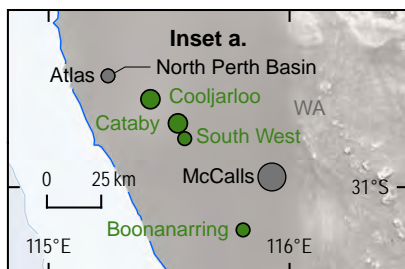 Inset a.
Atlas
North Perth Basin
Cooljarloo
WA
Cataby
South West
McCalls
0 25 km
31°S
Boonanarring
115°E
116°E